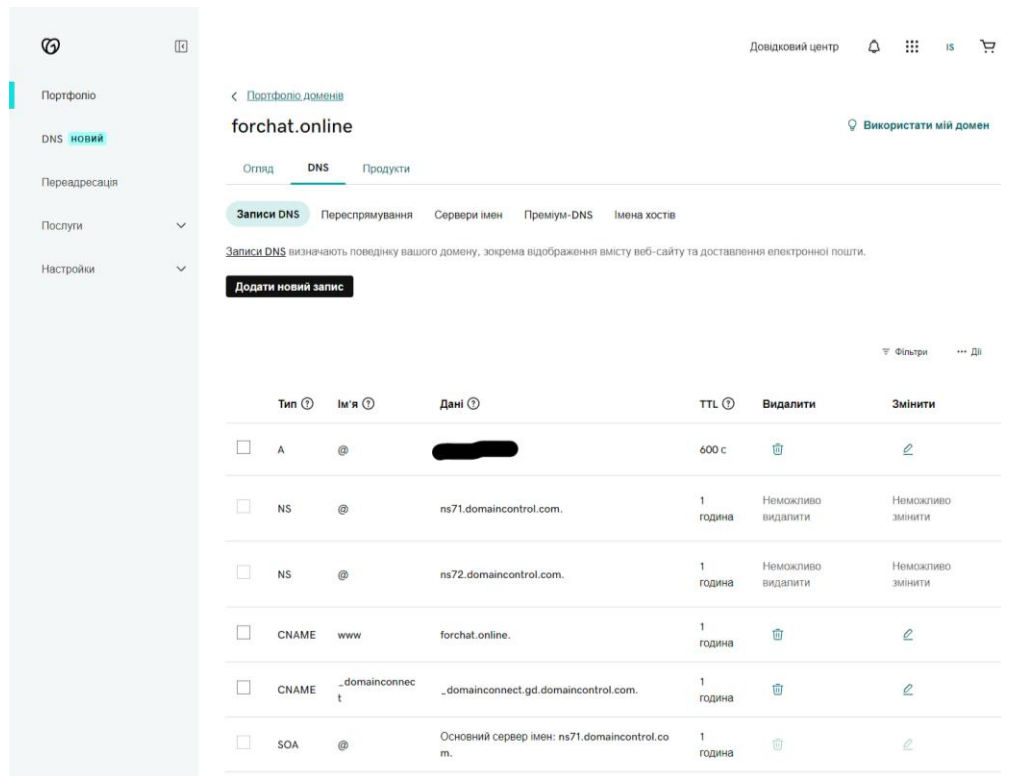 Довідковий центр
IS
Портфоліо
DNS новий
Переадресація
Послуги
Настройки
Портфоліо доменів
forchat.online
Використати мій домен
Огляд DNS Продукти
Записи DNS Переспрямування Сервери імен Преміум-DNS Імена хостів
Записи DNS визначають поведінку вашого домену, зокрема відображення вмісту веб-сайту та доставлення електронної пошти.
Додати новий запис
Фільтри ••• Дії
Тип ? Ім'я ? Дані ? TTL ? Видалити Змінити
A @ 600 с
NS @ ns71.domaincontrol.com. 1 година Неможливо видалити Неможливо змінити
NS @ ns72.domaincontrol.com. 1 година Неможливо видалити Неможливо змінити
CNAME www forchat.online. 1 година
CNAME _domainconnec
t _domainconnect.gd.domaincontrol.com. 1 година
SOA @ Основний сервер імен: ns71.domaincontrol.co
m. 1 година